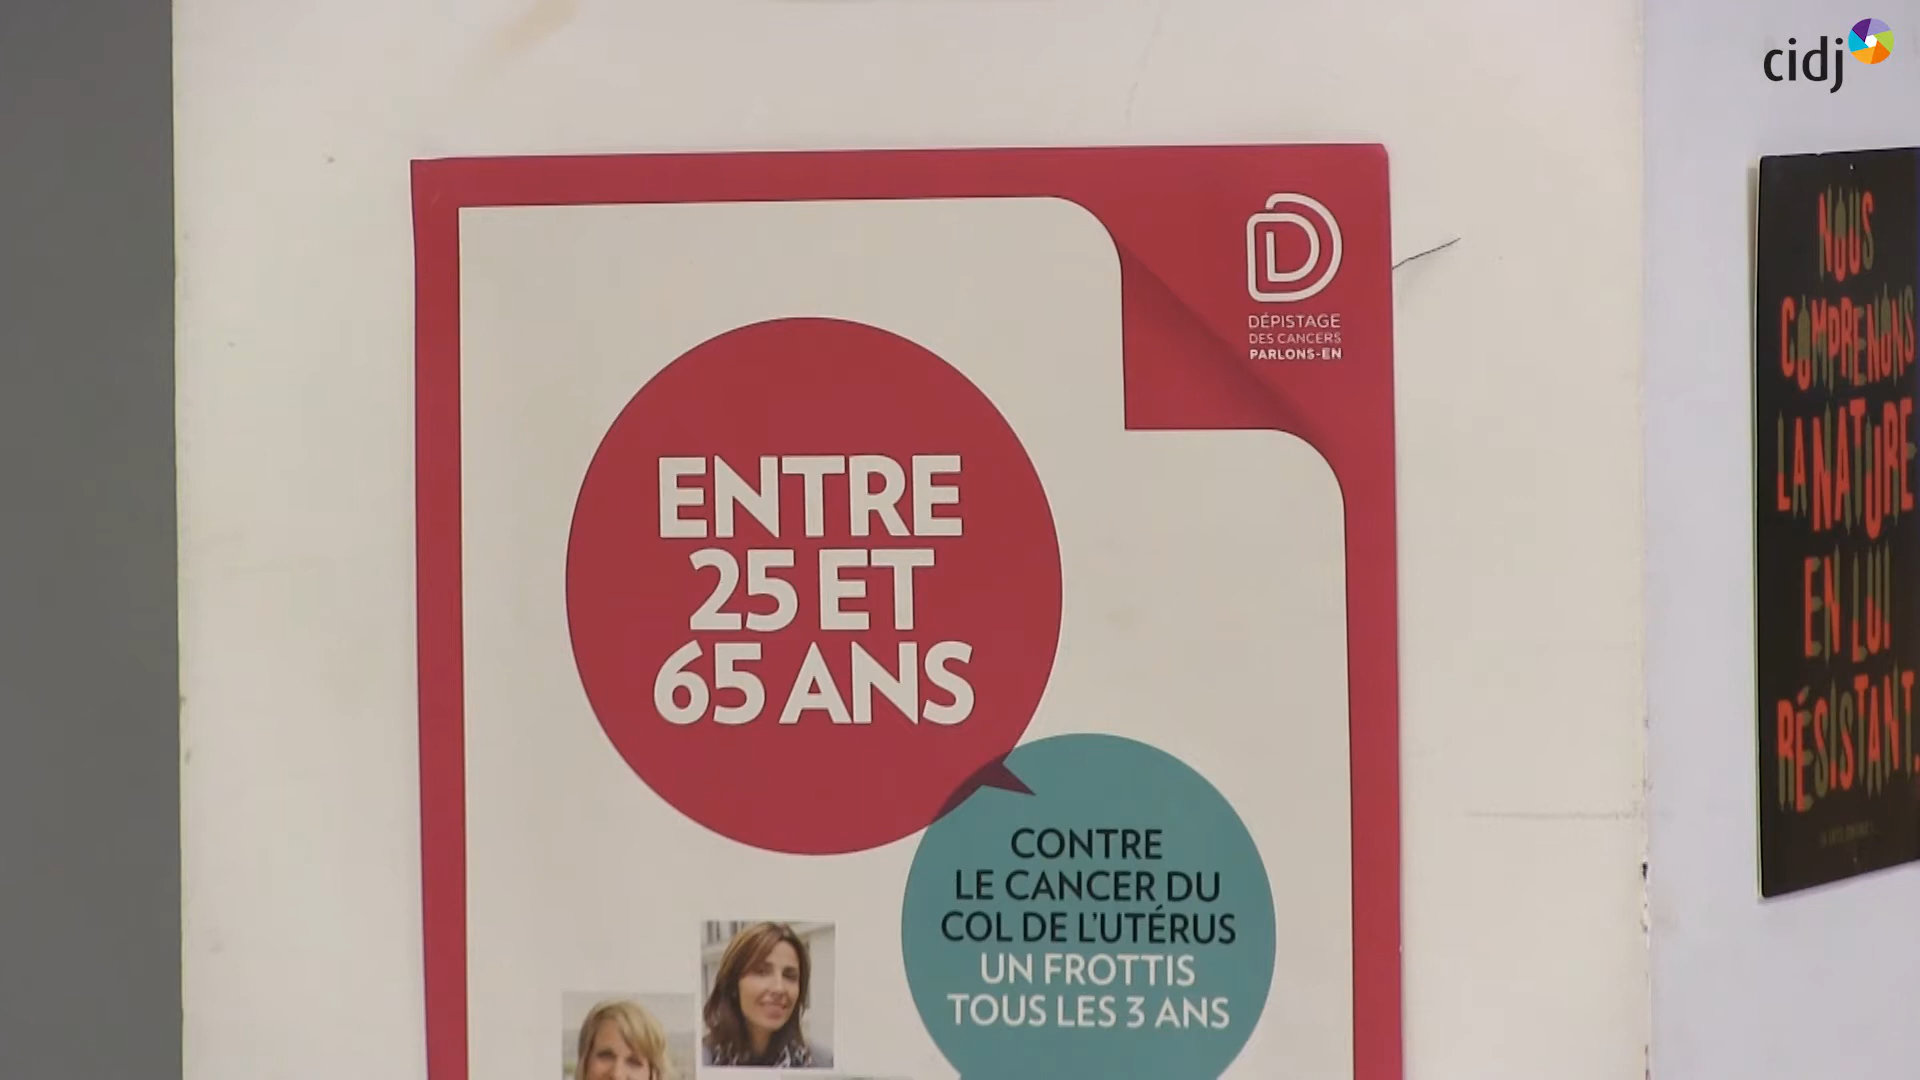 cidj
DÉPISTAGE
DES CANCERS
PARLONS-EN
ENTRE
25 ET
65 ANS
CONTRE
LE CANCER DU
COL DE L'UTÉRUS
UN FROTTIS
TOUS LES 3 ANS
NOUS
COMPRENONS
LA NATURE
EN LUI
RÉSISTANT.